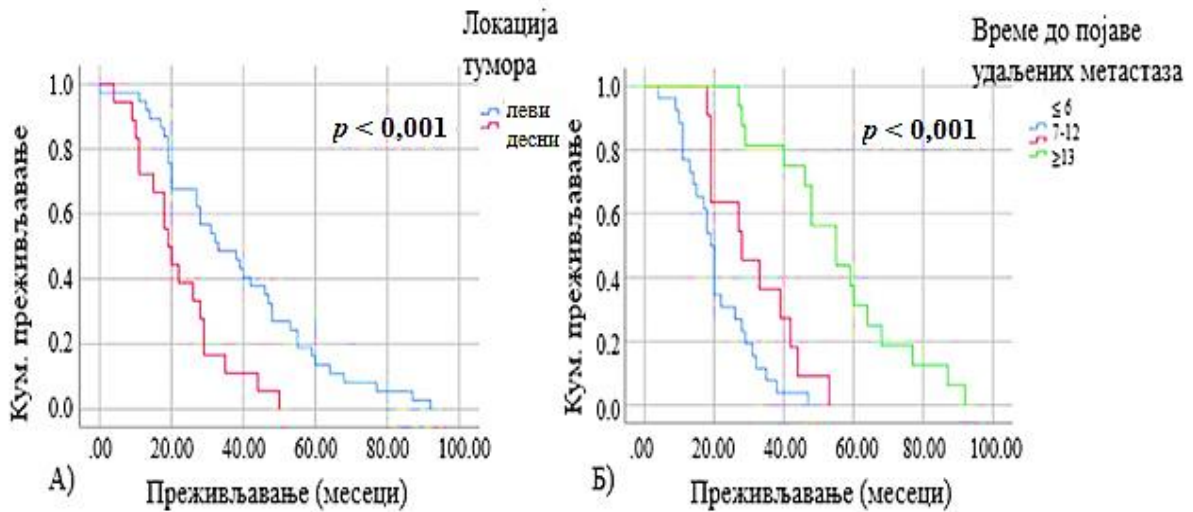 Локација
тумора
леви
десни
p < 0,001
Кум. преживљавање
1.0
0.8
0.6
0.4
0.2
0.0
.00 20.00 40.00 60.00 80.00 100.00
Преживљавање (месеци)
А)
Време до појаве
удаљених метастаза
≤ 6
7-12
≥13
p < 0,001
Кум. преживљавање
1.0
0.8
0.6
0.4
0.2
0.0
.00 20.00 40.00 60.00 80.00 100.00
Преживљавање (месеци)
Б)